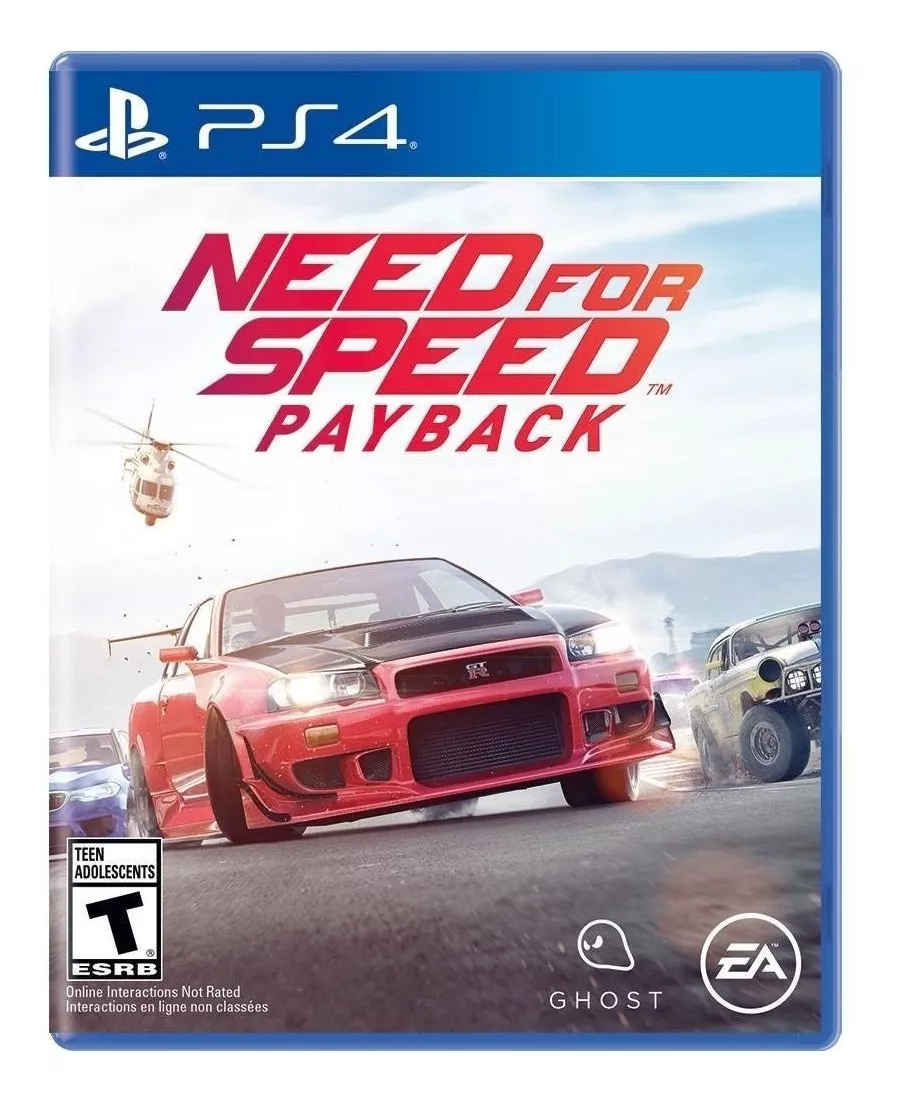 PS4
NEED FOR
SPEED™
PAYBACK
GT
R
TEEN
ADOLESCENTS
T
ESRB
Online Interactions Not Rated
Interactions en ligne non classées
GHOST
EA